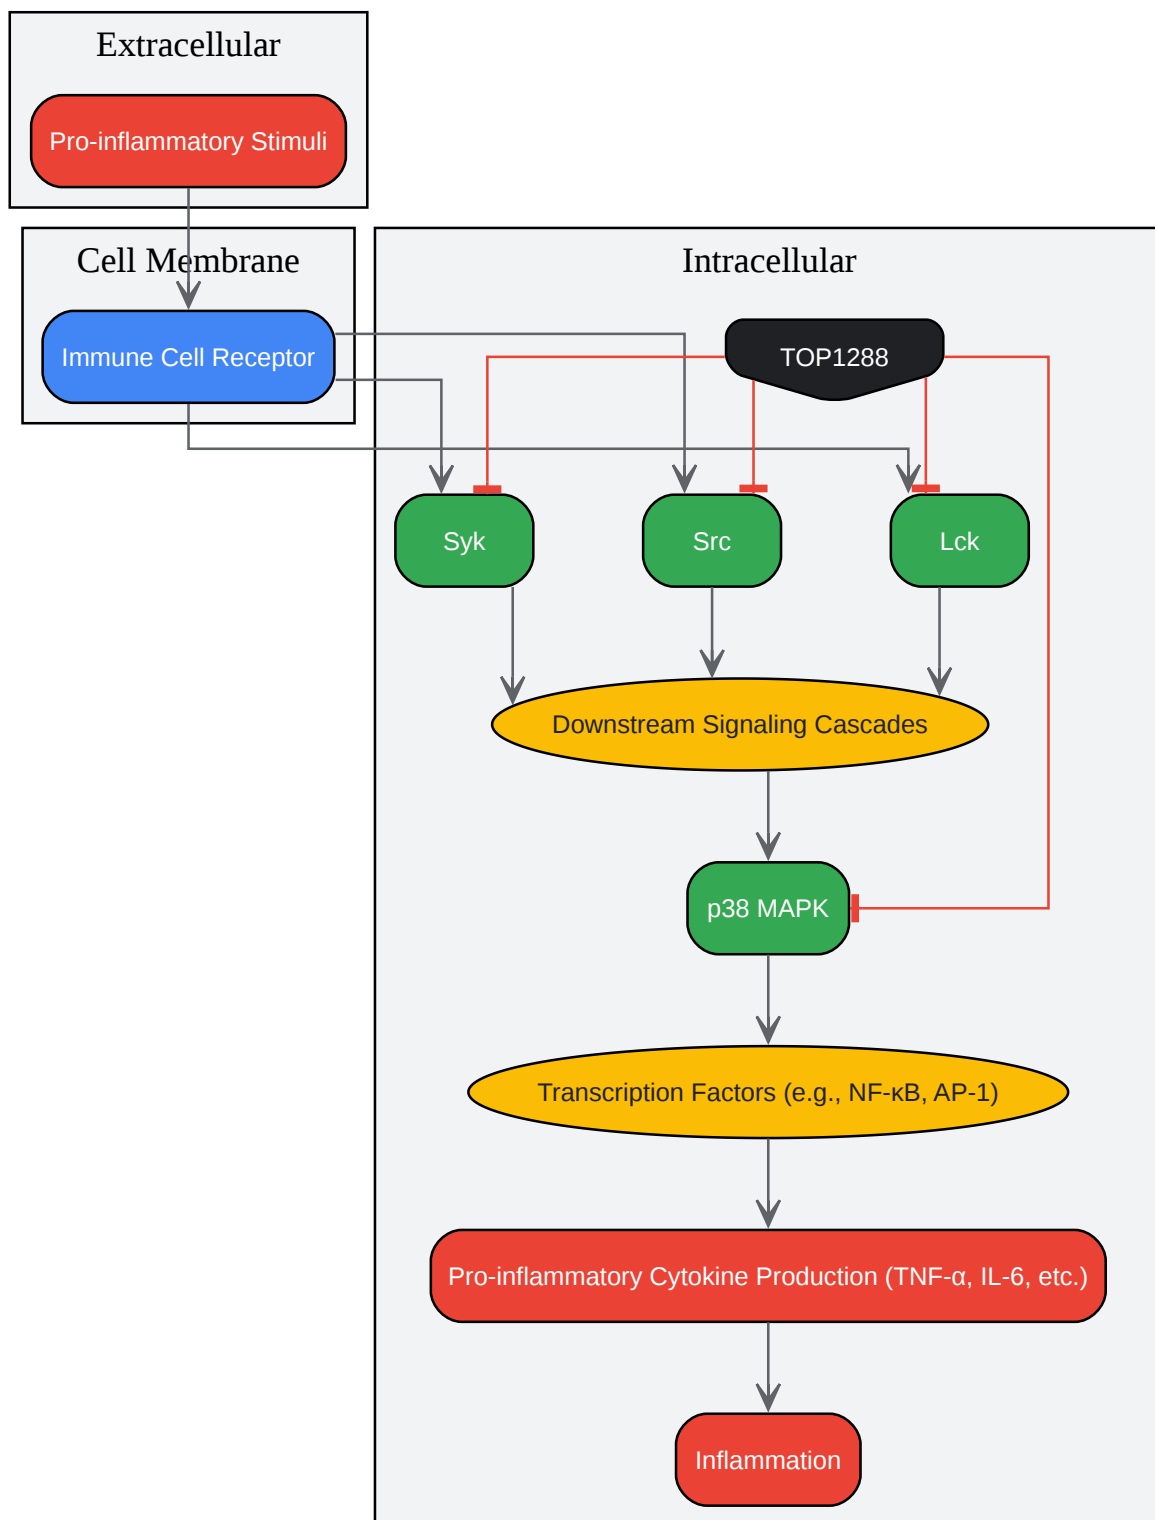 Extracellular
Pro-inflammatory Stimuli
Cell Membrane
Intracellular
Immune Cell Receptor
TOP1288
Syk
Src
Lck
Downstream Signaling Cascades
p38 MAPK
Transcription Factors (e.g., NF-κB, AP-1)
Pro-inflammatory Cytokine Production (TNF-α, IL-6, etc.)
Inflammation